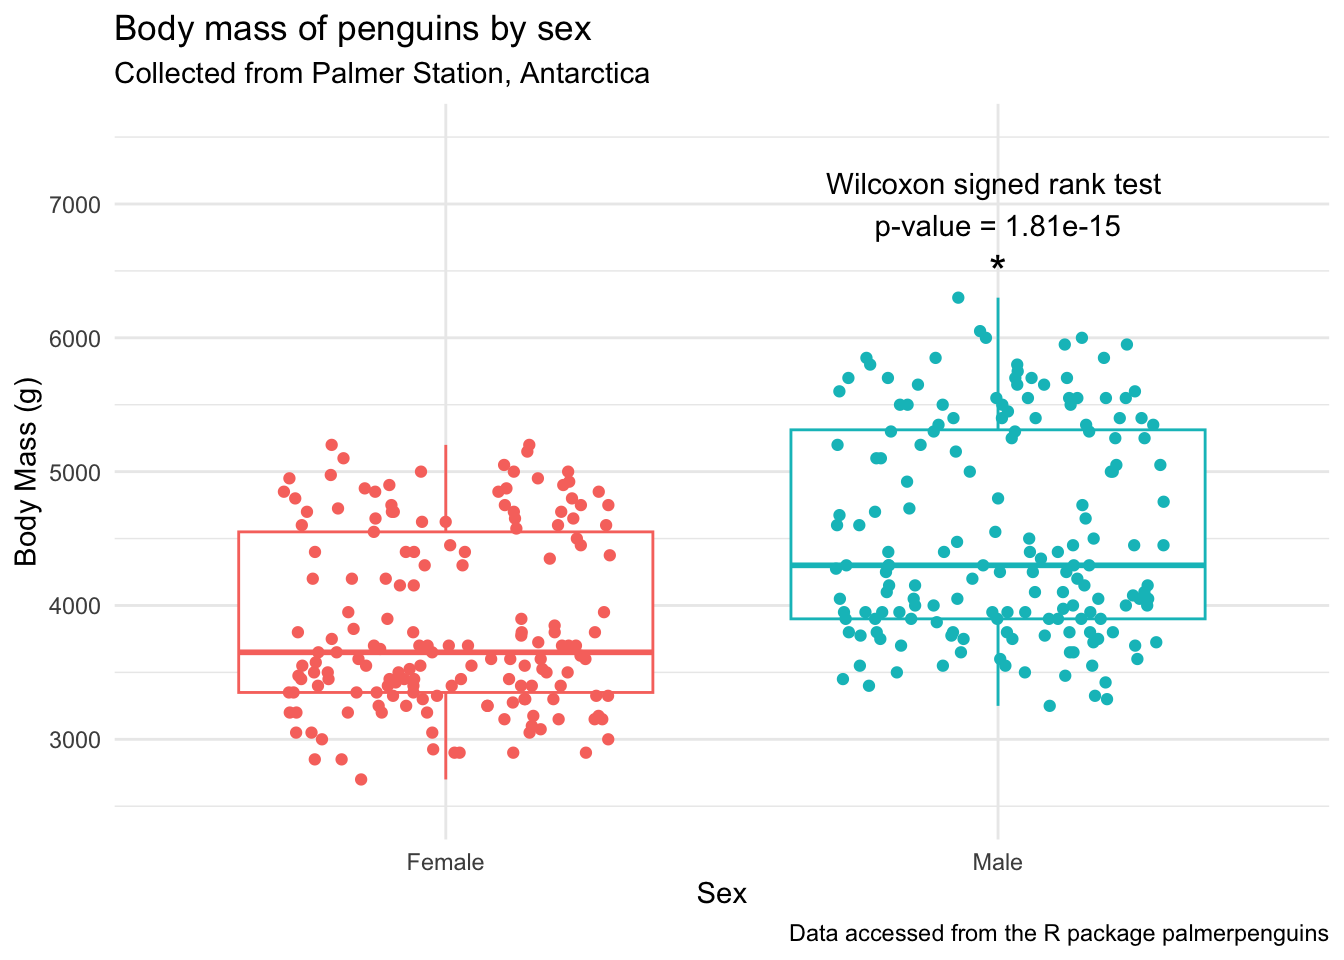 Body mass of penguins by sex
Collected from Palmer Station, Antarctica
Wilcoxon signed rank test
p-value = 1.81e-15
*
7000
6000
5000
4000
3000
Body Mass (g)
Female
Male
Sex
Data accessed from the R package palmerpenguins